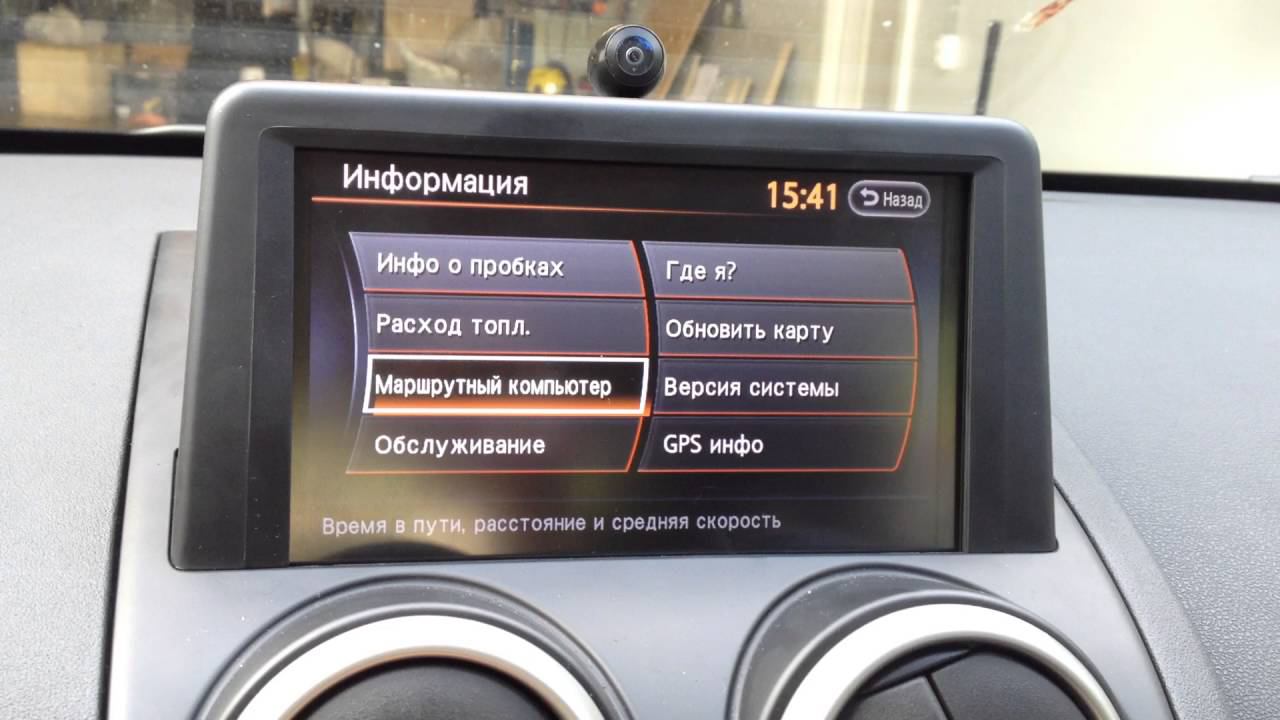 Информация
15:41
Назад
Инфо о пробках
Где я?
Расход топл.
Обновить карту
Маршрутный компьютер
Версия системы
Обслуживание
GPS инфо
Время в пути, расстояние и средняя скорость